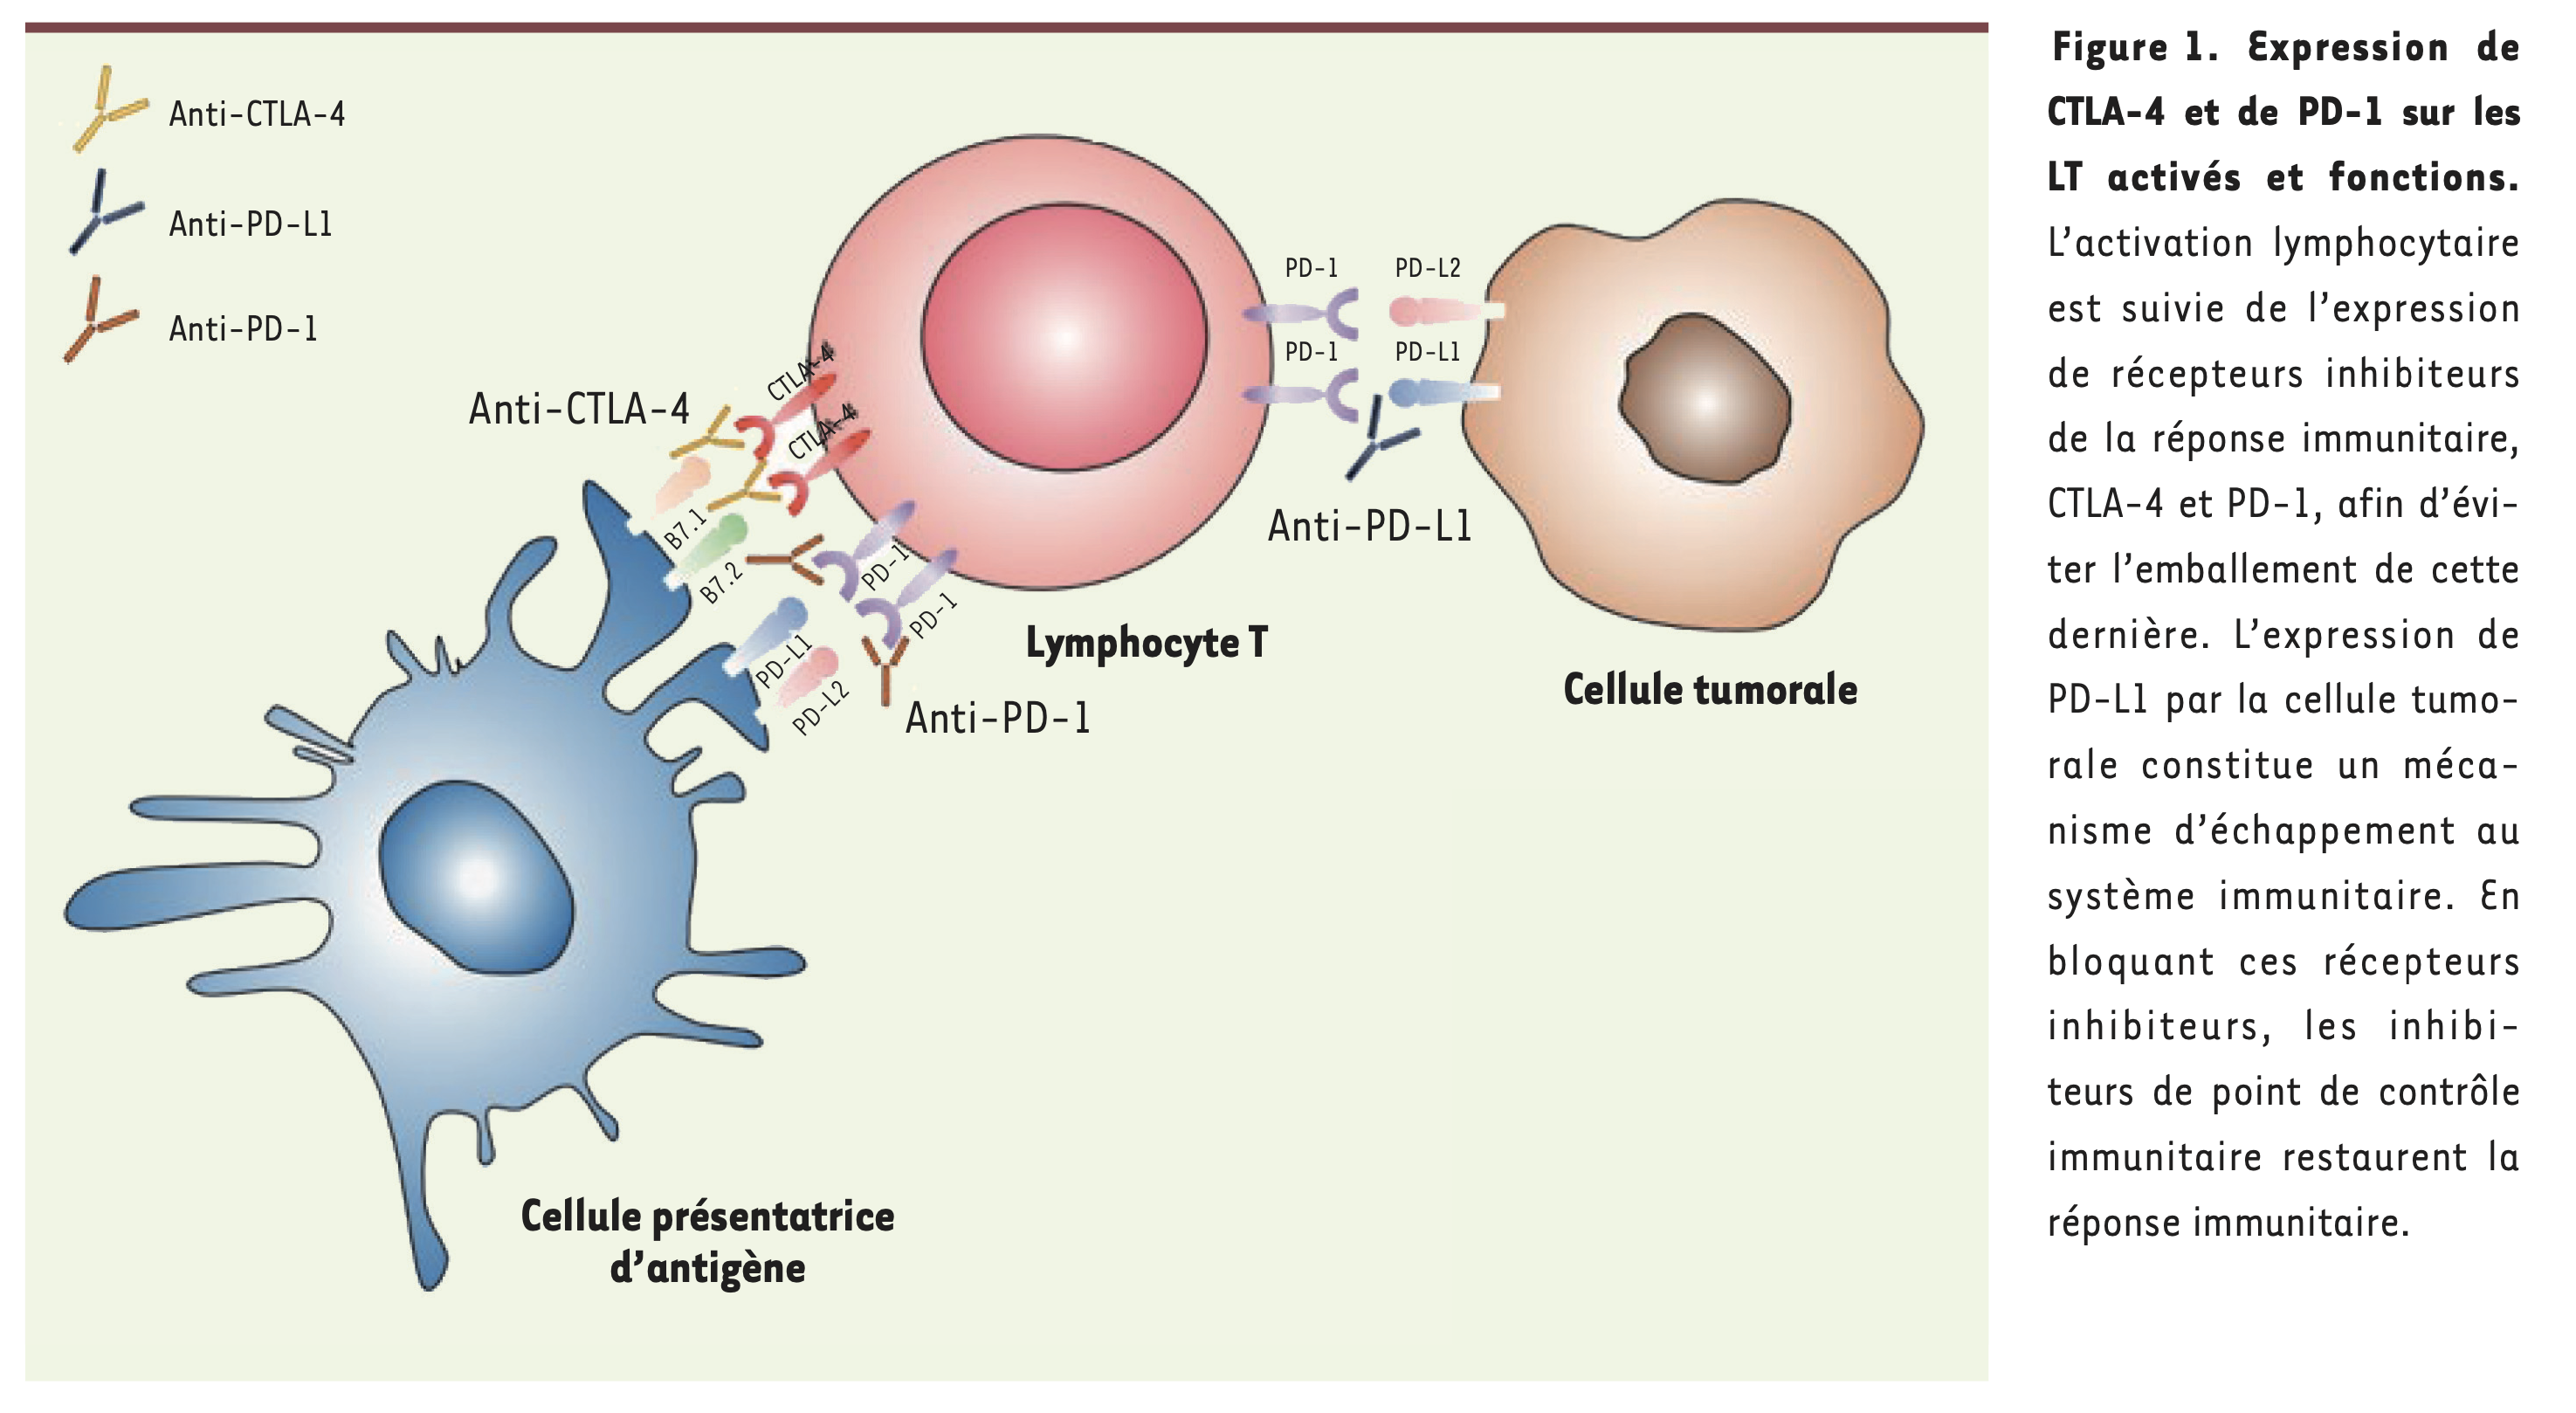 Anti-CTLA-4
Anti-PD-L1
Anti-PD-1
Anti-CTLA-4
CTLA-4
CTLA-4
B7.1
B7.2
PD-1
PD-1
PD-L1
PD-L2
Anti-PD-1
PD-1 PD-L2
PD-1 PD-L1
Anti-PD-L1
Lymphocyte T
Cellule tumorale
Cellule présentatrice
d’antigène
Figure 1. Expression de
CTLA-4 et de PD-1 sur les
LT activés et fonctions.
L’activation lymphocytaire
est suivie de l’expression
de récepteurs inhibiteurs
de la réponse immunitaire,
CTLA-4 et PD-1, afin d’évi-
ter l’emballement de cette
dernière. L’expression de
PD-L1 par la cellule tumo-
rale constitue un méca-
nisme d’échappement au
système immunitaire. En
bloquant ces récepteurs
inhibiteurs, les inhibi-
teurs de point de contrôle
immunitaire restaurent la
réponse immunitaire.